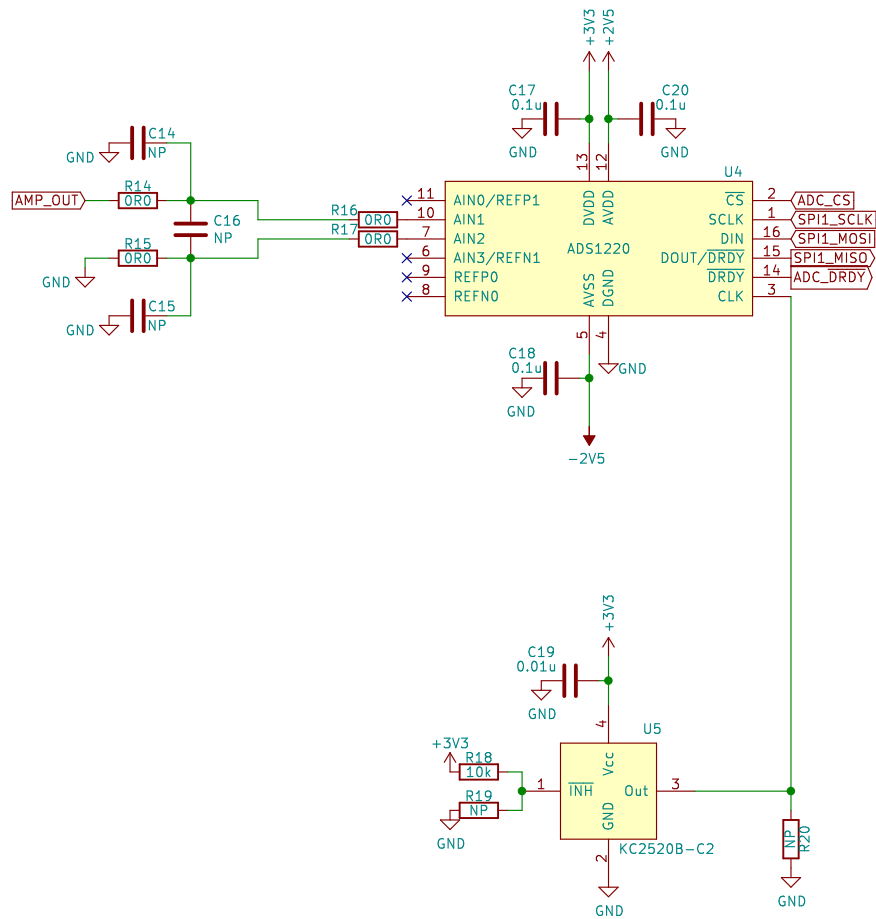 +3V3
+2V5
C17
0.1u
C20
0.1u
GND
GND
C14
NP
GND
U4
13
12
AMP_OUT
R14
0R0
R16
0R0
R17
0R0
C16
NP
R15
0R0
GND
C15
NP
GND
11
10
7
6
9
8
AIN0/REFP1
AIN1
AIN2
AIN3/REFN1
REFP0
REFN0
DVDD
AVDD
ADS1220
AVSS
DGND
CS
SCLK
DIN
DOUT/DRDY
DRDY
CLK
2
1
16
15
14
3
ADC_CS
SPI1_SCLK
SPI1_MOSI
SPI1_MISO
ADC_DRDY
5
4
C18
0.1u
GND
GND
-2V5
+3V3
C19
0.01u
GND
4
U5
+3V3
R18
10k
R19
NP
GND
1
INH
Vcc
Out
GND
3
2
KC2520B-C2
GND
NP
R20
GND